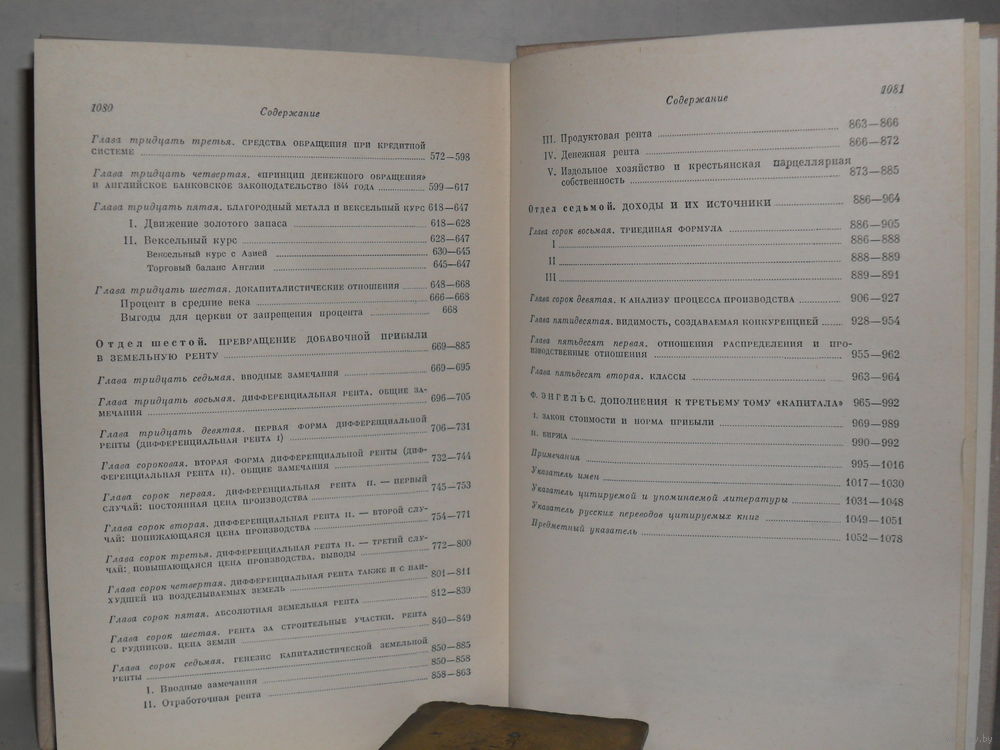 1080
Содержание
Глава тридцать третья. СРЕДСТВА ОБРАЩЕНИЯ ПРИ КРЕДИТНОЙ
СИСТЕМЕ 572—598
Глава тридцать четвертая. «ПРИНЦИП ДЕНЕЖНОГО ОБРАЩЕНИЯ»
И АНГЛИЙСКОЕ БАНКОВСКОЕ ЗАКОНОДАТЕЛЬСТВО 1844 ГОДА 599—617
Глава тридцать пятая. БЛАГОРОДНЫЙ МЕТАЛЛ И ВЕКСЕЛЬНЫЙ КУРС 618—647
I. Движение золотого запаса 618—628
II. Вексельный курс 628—647
Вексельный курс с Азией 630—645
Торговый баланс Англии 645—647
Глава тридцать шестая. ДОКАПИТАЛИСТИЧЕСКИЕ ОТНОШЕНИЯ 648—668
Процент в средние века 666—668
Выгоды для церкви от запрещения процента 668
Отдел шестой. ПРЕВРАЩЕНИЕ ДОБАВОЧНОЙ ПРИБЫЛИ
В ЗЕМЕЛЬНУЮ РЕНТУ 669—885
Глава тридцать седьмая. ВВОДНЫЕ ЗАМЕЧАНИЯ 669—695
Глава тридцать восьмая. ДИФФЕРЕНЦИАЛЬНАЯ РЕНТА. ОБЩИЕ ЗА-
МЕЧАНИЯ 696—705
Глава тридцать девятая. ПЕРВАЯ ФОРМА ДИФФЕРЕНЦИАЛЬНОЙ
РЕНТЫ (ДИФФЕРЕНЦИАЛЬНАЯ РЕНТА I) 706—731
Глава сороковая. ВТОРАЯ ФОРМА ДИФФЕРЕНЦИАЛЬНОЙ РЕНТЫ (ДИФ-
ФЕРЕНЦИАЛЬНАЯ РЕНТА II). ОБЩИЕ ЗАМЕЧАНИЯ 732—744
Глава сорок первая. ДИФФЕРЕНЦИАЛЬНАЯ РЕНТА II. — ПЕРВЫЙ
СЛУЧАЙ: ПОСТОЯННАЯ ЦЕНА ПРОИЗВОДСТВА 745—753
Глава сорок вторая. ДИФФЕРЕНЦИАЛЬНАЯ РЕНТА II. — ВТОРОЙ СЛУ-
ЧАЙ: ПОНИЖАЮЩАЯСЯ ЦЕНА ПРОИЗВОДСТВА 754—771
Глава сорок третья. ДИФФЕРЕНЦИАЛЬНАЯ РЕНТА II. — ТРЕТИЙ СЛУ-
ЧАЙ: ПОВЫШАЮЩАЯСЯ ЦЕНА ПРОИЗВОДСТВА. ВЫВОДЫ 772—800
Глава сорок четвертая. ДИФФЕРЕНЦИАЛЬНАЯ РЕНТА ТАКЖЕ И С НАИ-
ХУДШЕЙ ИЗ ВОЗДЕЛЫВАЕМЫХ ЗЕМЕЛЬ 801—811
Глава сорок пятая. АБСОЛЮТНАЯ ЗЕМЕЛЬНАЯ РЕНТА 812—839
Глава сорок шестая. РЕНТА ЗА СТРОИТЕЛЬНЫЕ УЧАСТКИ. РЕНТА
С РУДНИКОВ. ЦЕНА ЗЕМЛИ 840—849
Глава сорок седьмая. ГЕНЕЗИС КАПИТАЛИСТИЧЕСКОЙ ЗЕМЕЛЬНОЙ
РЕНТЫ 850—885
I. Вводные замечания 850—858
II. Отработочная рента 858—863
1081
Содержание
III. Продуктовая рента 863—866
IV. Денежная рента 866—872
V. Издольное хозяйство и крестьянская парцеллярная
собственность 873—885
Отдел седьмой. ДОХОДЫ И ИХ ИСТОЧНИКИ 886—964
Глава сорок восьмая. ТРИЕДИНАЯ ФОРМУЛА 886—905
I 886—888
II 888—889
III 889—891
Глава сорок девятая. К АНАЛИЗУ ПРОЦЕССА ПРОИЗВОДСТВА 906—927
Глава пятидесятая. ВИДИМОСТЬ, СОЗДАВАЕМАЯ КОНКУРЕНЦИЕЙ 928—954
Глава пятьдесят первая. ОТНОШЕНИЯ РАСПРЕДЕЛЕНИЯ И ПРО-
ИЗВОДСТВЕННЫЕ ОТНОШЕНИЯ 955—962
Глава пятьдесят вторая. КЛАССЫ 963—964
Ф. ЭНГЕЛЬС. ДОПОЛНЕНИЯ К ТРЕТЬЕМУ ТОМУ «КАПИТАЛА» 965—992
I. ЗАКОН СТОИМОСТИ И НОРМА ПРИБЫЛИ 969—989
II. БИРЖА 990—992
Примечания 995—1016
Указатель имен 1017—1030
Указатель цитируемой и упоминаемой литературы 1031—1048
Указатель русских переводов цитируемых книг 1049—1051
Предметный указатель 1052—1078